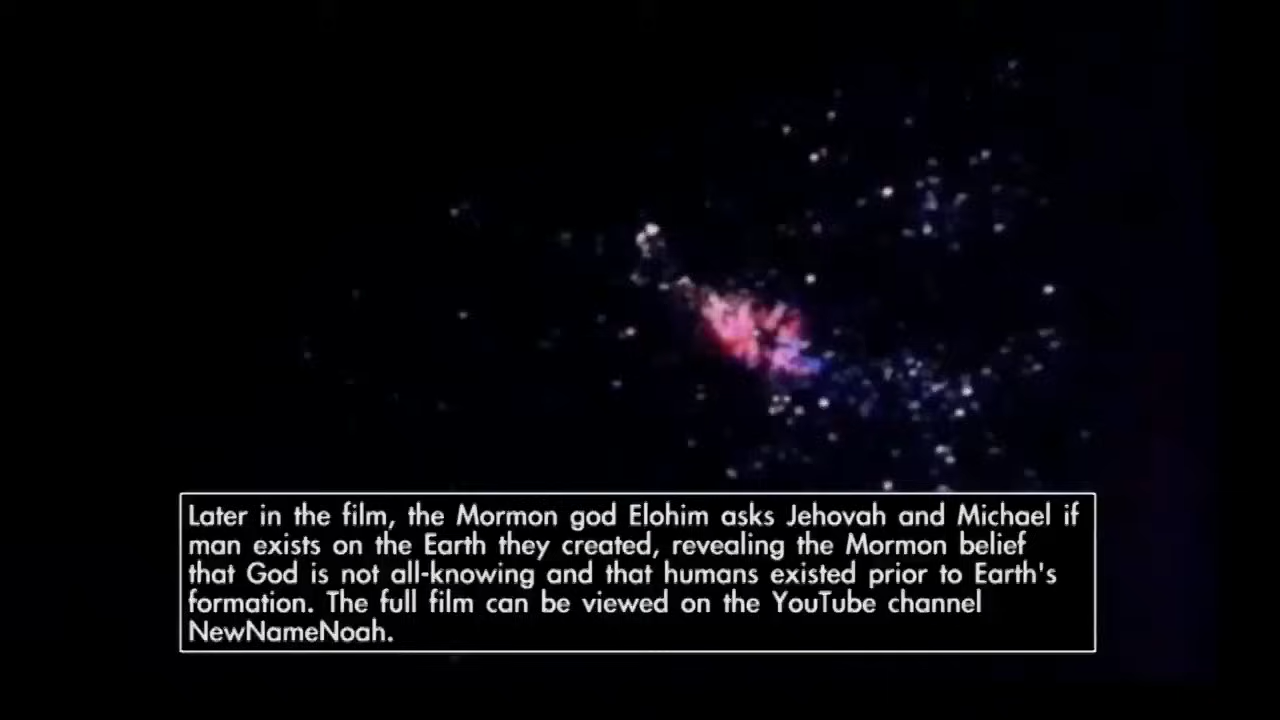 Later in the film, the Mormon god Elohim asks Jehovah and Michael if
man exists on the Earth they created, revealing the Mormon belief
that God is not all-knowing and that humans existed prior to Earth's
formation. The full film can be viewed on the YouTube channel
NewNameNoah.